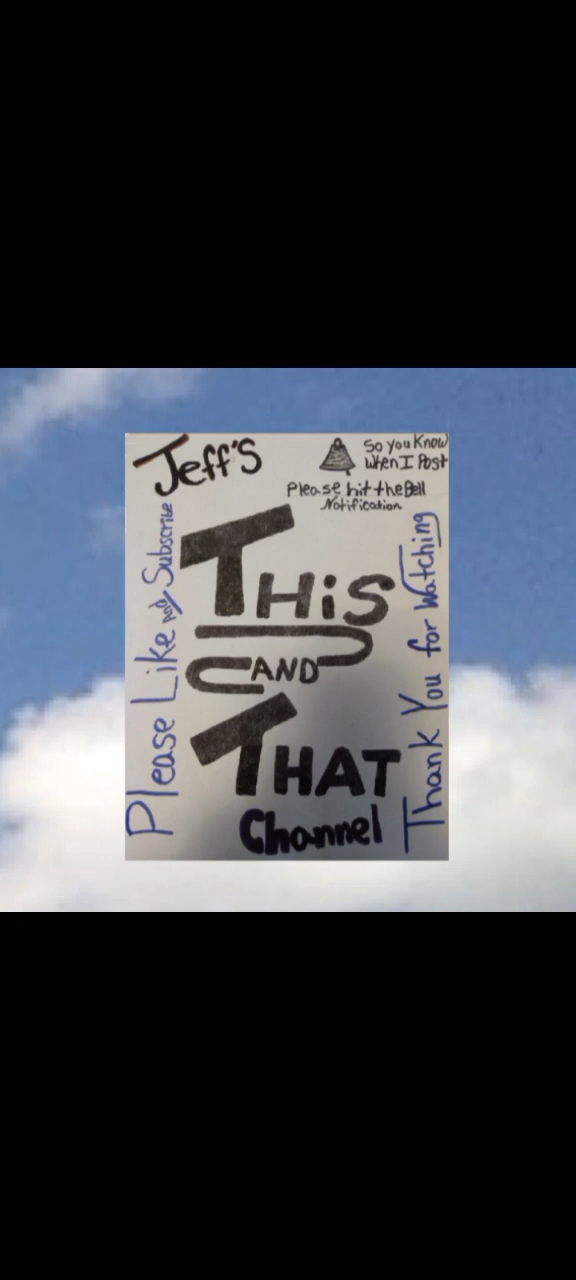 Jeff's
So you Know
when I Post
Please hit the Bell
Notification
Please Like and Subscribe
THiS
AND
THAT
Channel
Thank You for Watching